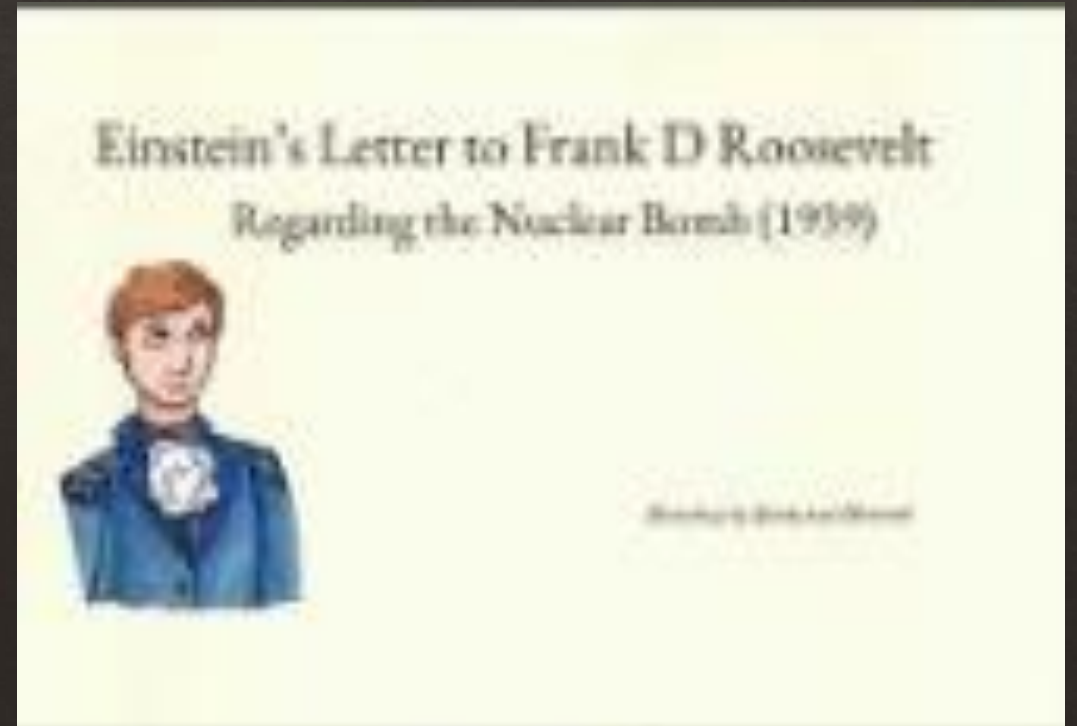 Einstein's Letter to Frank D Roosevelt
Regarding the Nuclear Bomb (1939)